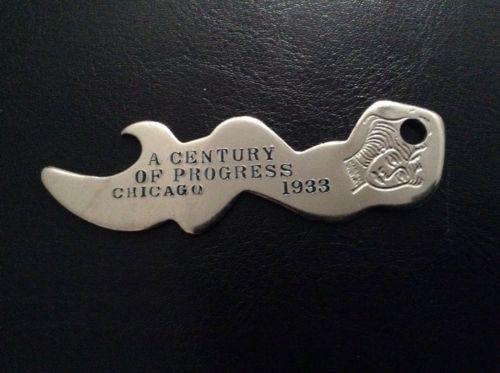 A CENTURY
OF PROGRESS
CHICAGO 1933